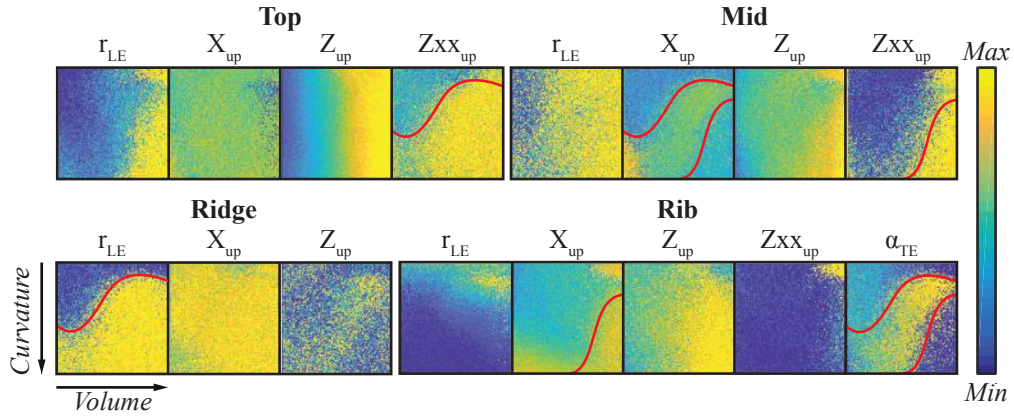 Top Mid
r_LE X_up Z_up Zxx_up r_LE X_up Z_up Zxx_up Max
Ridge Rib
r_LE X_up Z_up r_LE X_up Z_up Zxx_up α_TE
Curvature
Volume Min